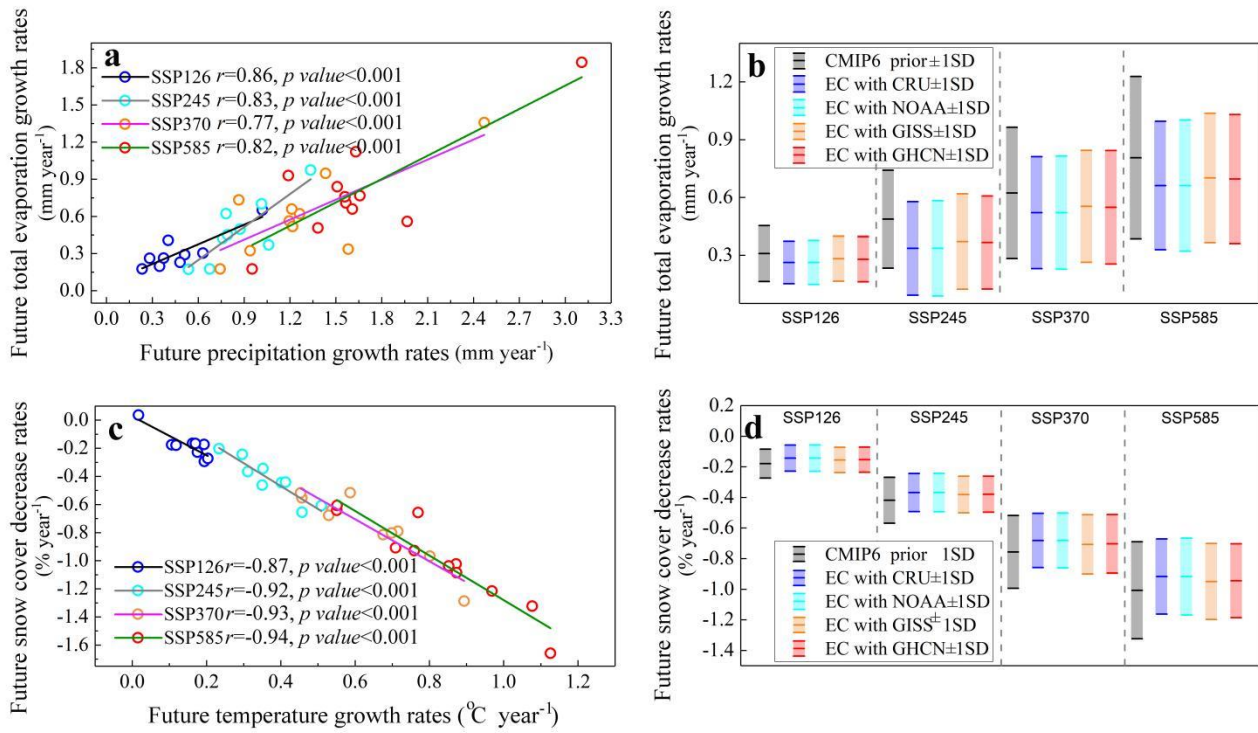 a
SSP126 r=0.86, p value<0.001
SSP245 r=0.83, p value<0.001
SSP370 r=0.77, p value<0.001
SSP585 r=0.82, p value<0.001
Future total evaporation growth rates
(mm year⁻¹)
1.8
1.5
1.2
0.9
0.6
0.3
0.0
0.0 0.3 0.6 0.9 1.2 1.5 1.8 2.1 2.4 2.7 3.0 3.3
Future precipitation growth rates (mm year⁻¹)
b
CMIP6 prior±1SD
EC with CRU±1SD
EC with NOAA±1SD
EC with GISS±1SD
EC with GHCN±1SD
Future total evaporation growth rates
(mm year⁻¹)
1.2
0.9
0.6
0.3
SSP126 SSP245 SSP370 SSP585
c
SSP126r=-0.87, p value<0.001
SSP245r=-0.92, p value<0.001
SSP370r=-0.93, p value<0.001
SSP585r=-0.94, p value<0.001
Future snow cover decrease rates
(% year⁻¹)
0.0
-0.2
-0.4
-0.6
-0.8
-1.0
-1.2
-1.4
-1.6
0.0 0.2 0.4 0.6 0.8 1.0 1.2
Future temperature growth rates (°C year⁻¹)
d
SSP126 SSP245 SSP370 SSP585
CMIP6 prior 1SD
EC with CRU±1SD
EC with NOAA±1SD
EC with GISS± 1SD
EC with GHCN±1SD
Future snow cover decrease rates
(% year⁻¹)
0.2
0.0
-0.2
-0.4
-0.6
-0.8
-1.0
-1.2
-1.4